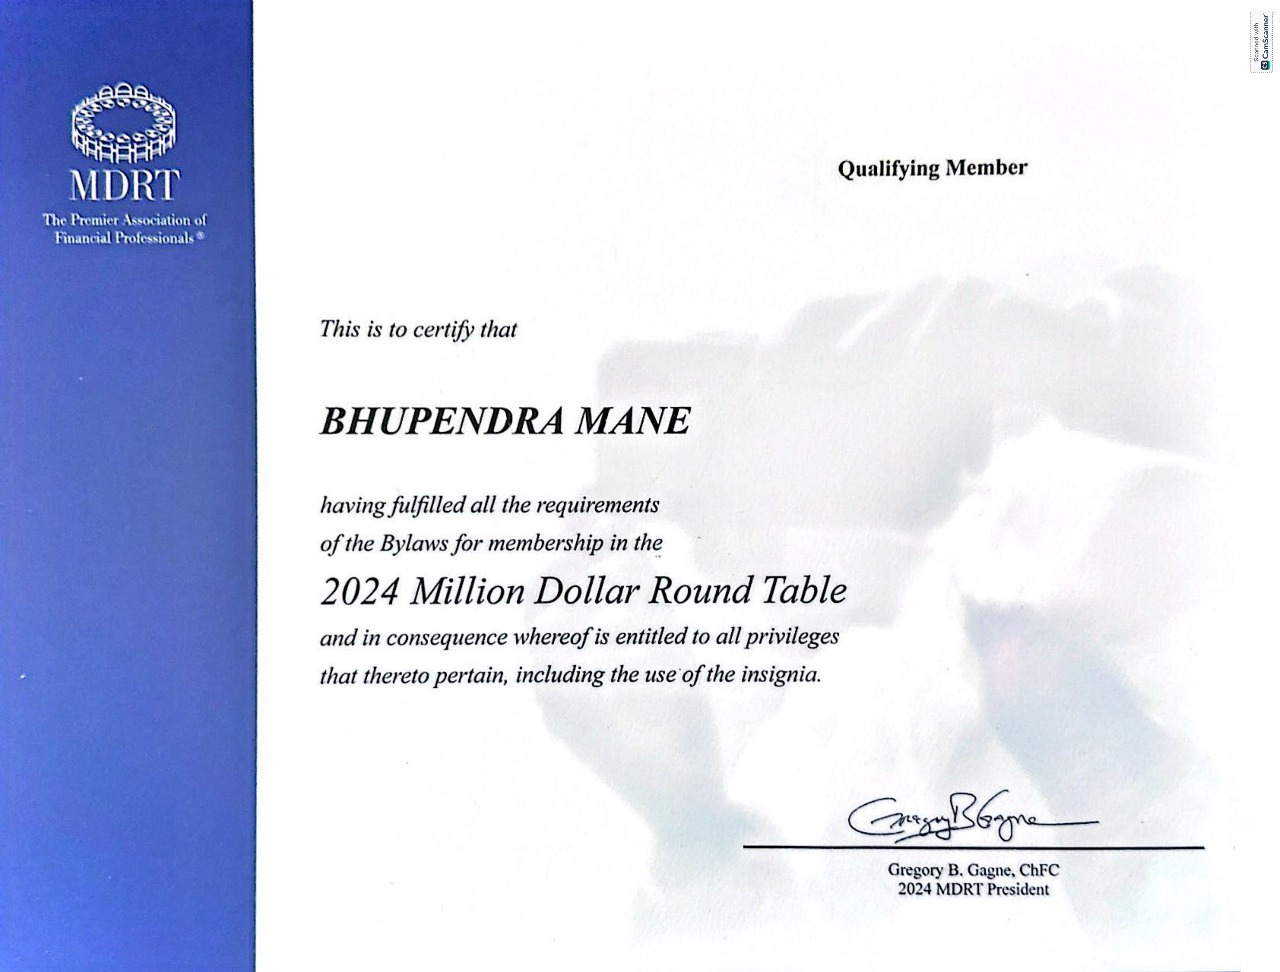 Scanned with
CamScanner
MDRT
The Premier Association of
Financial Professionals®
Qualifying Member
This is to certify that
BHUPENDRA MANE
having fulfilled all the requirements
of the Bylaws for membership in the
2024 Million Dollar Round Table
and in consequence whereof is entitled to all privileges
that thereto pertain, including the use of the insignia.
Gregory B Gagne
Gregory B. Gagne, ChFC
2024 MDRT President